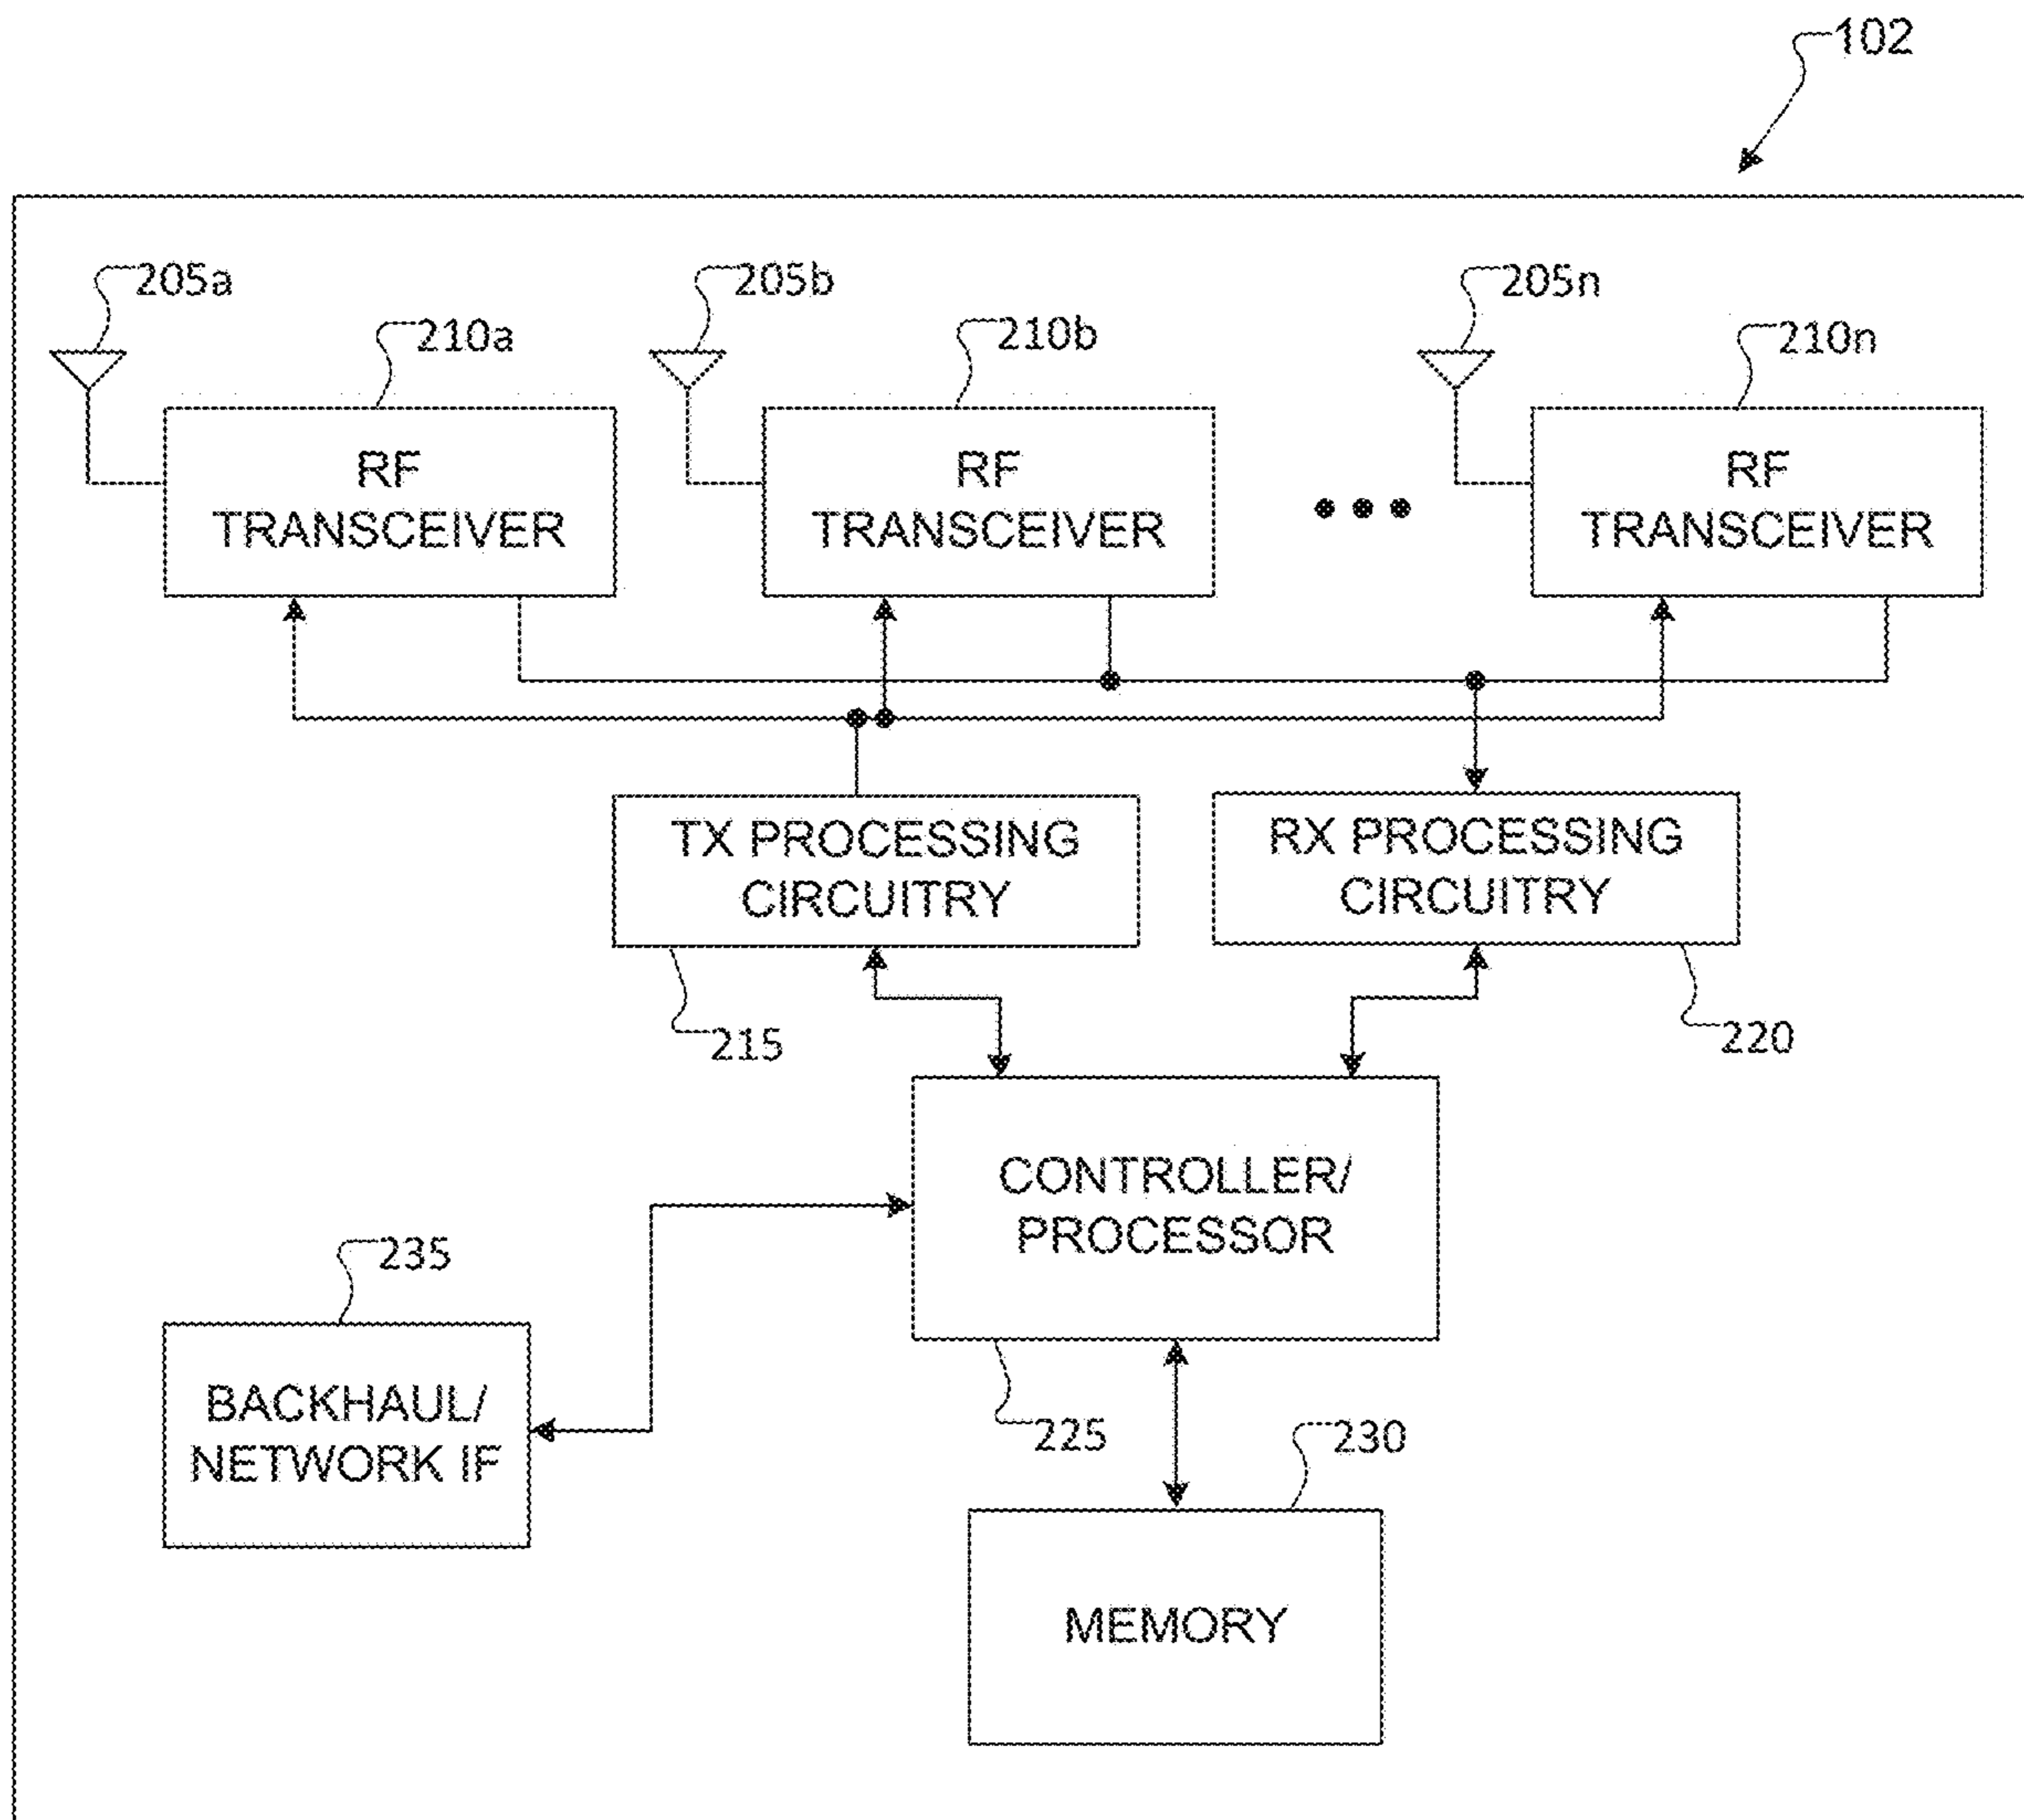 102
205a
205b
205n
210a
210b
210n
RF
TRANSCEIVER
RF
TRANSCEIVER
RF
TRANSCEIVER
TX PROCESSING
CIRCUITRY
RX PROCESSING
CIRCUITRY
215
220
CONTROLLER/
PROCESSOR
235
BACKHAUL/
NETWORK IF
225
230
MEMORY